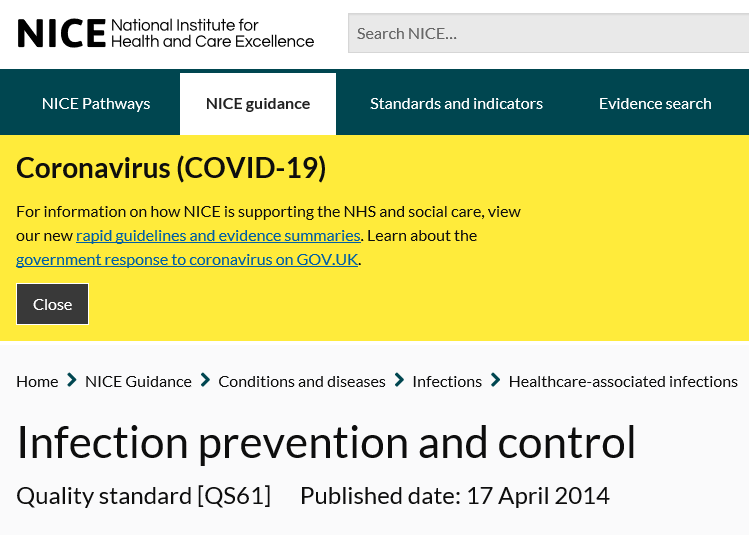 NICE National Institute for
Health and Care Excellence
Search NICE...
NICE Pathways NICE guidance Standards and indicators Evidence search
Coronavirus (COVID-19)
For information on how NICE is supporting the NHS and social care, view
our new rapid guidelines and evidence summaries. Learn about the
government response to coronavirus on GOV.UK.
Close
Home NICE Guidance Conditions and diseases Infections Healthcare-associated infections
Infection prevention and control
Quality standard [QS61] Published date: 17 April 2014